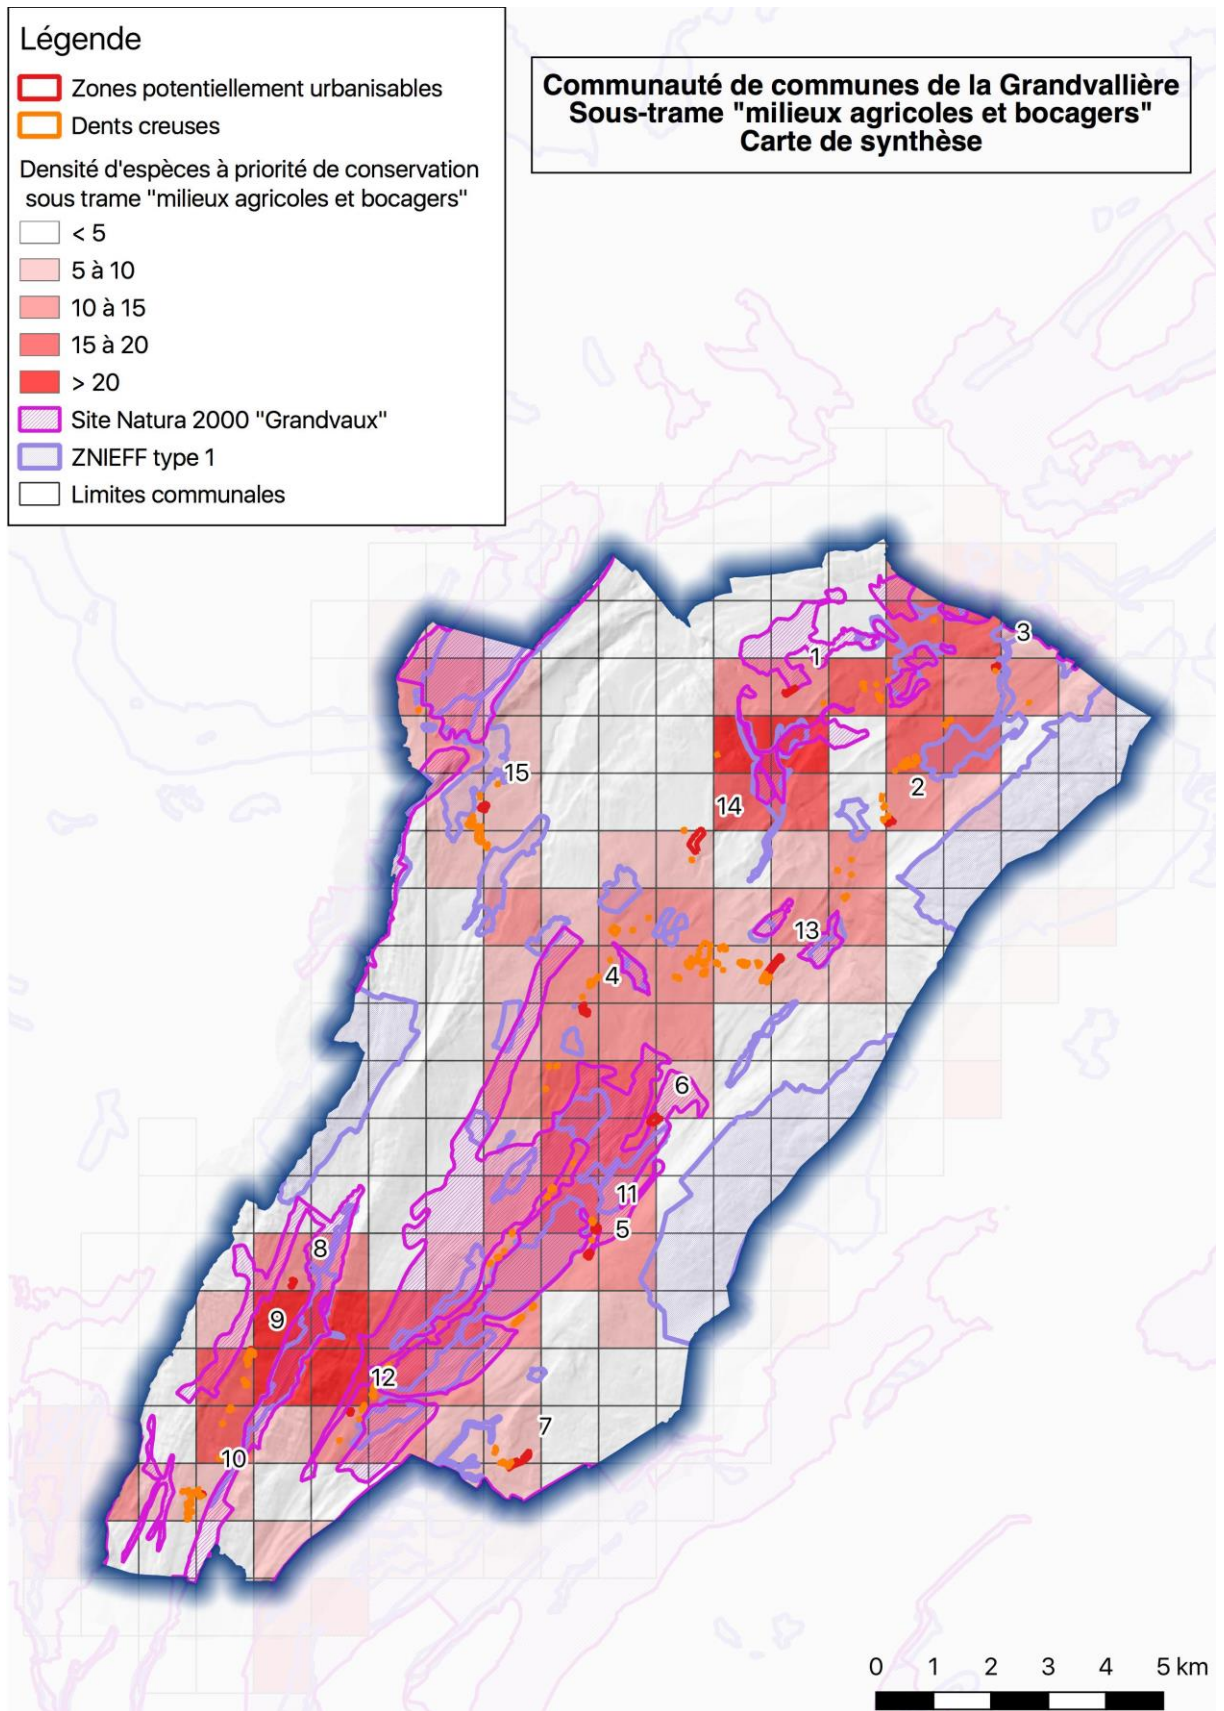 Légende
Zones potentiellement urbanisables
Dents creuses
Densité d'espèces à priorité de conservation
sous trame "milieux agricoles et bocagers"
< 5
5 à 10
10 à 15
15 à 20
> 20
Site Natura 2000 "Grandvaux"
ZNIEFF type 1
Limites communales
Communauté de communes de la Grandvallière
Sous-trame "milieux agricoles et bocagers"
Carte de synthèse
3
1
15
2
14
13
4
6
11
5
8
9
12
7
10
0 1 2 3 4 5 km